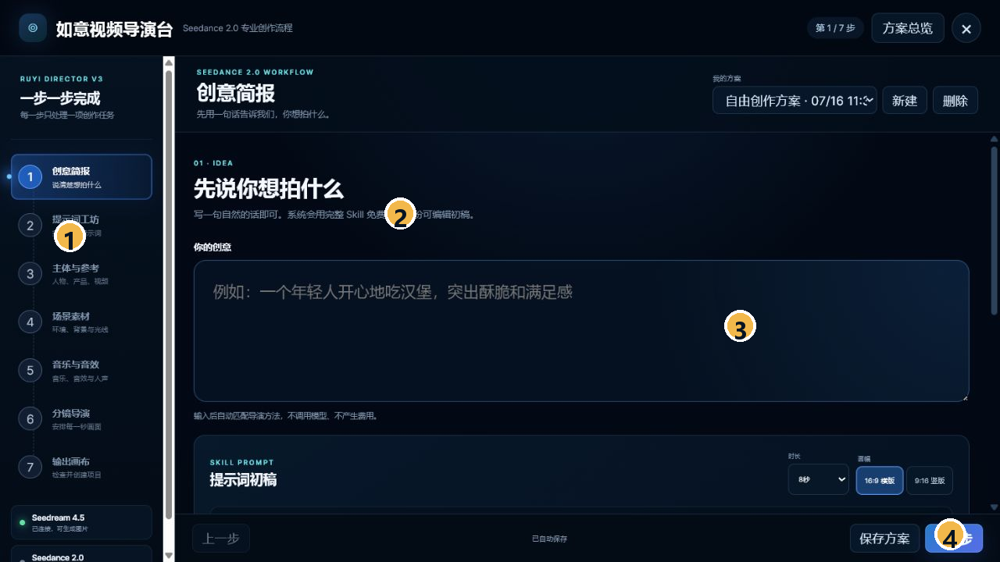 如意视频导演台
Seedance 2.0 专业创作流程
第 1 / 7 步
方案总览
×
RUYI DIRECTOR V3
一步一步完成
每一步只处理一项创作任务
1
创意简报
说清楚想拍什么
2
提示词工坊
示词
1
3
主体与参考
人物、产品、视频
4
场景素材
环境、背景与光线
5
音乐与音效
音乐、音效与人声
6
分镜导演
安排每一秒画面
7
输出画布
检查并创建项目
Seedream 4.5
已连接，可生成图片
Seedance 2.0
SEEDANCE 2.0 WORKFLOW
创意简报
先用一句话告诉我们，你想拍什么。
我的方案
自由创作方案 · 07/16 11:
新建
删除
01 · IDEA
先说你想拍什么
写一句自然的话即可。系统会用完整 Skill 免费
2
可编辑初稿。
你的创意
例如：一个年轻人开心地吃汉堡，突出酥脆和满足感
3
输入后自动匹配导演方法，不调用模型、不产生费用。
SKILL PROMPT
提示词初稿
时长
8秒
画幅
16:9 横版
9:16 竖版
上一步
已自动保存
保存方案
4
步